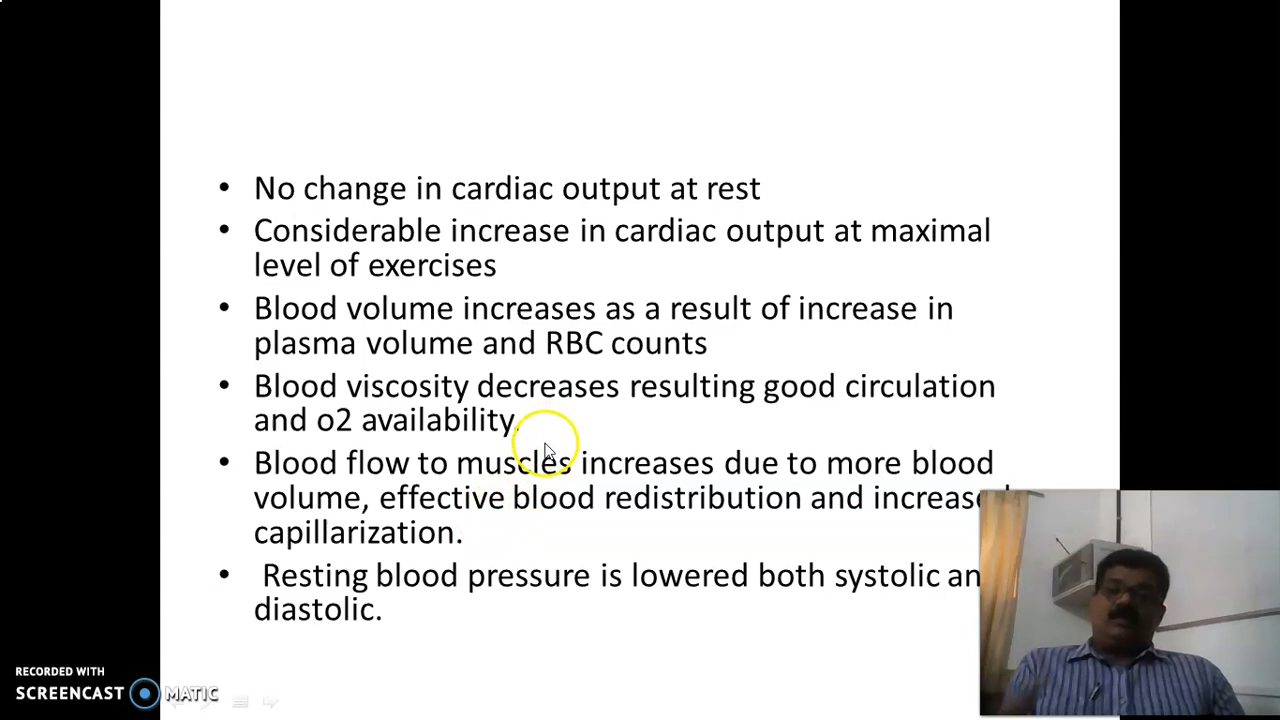 • No change in cardiac output at rest
• Considerable increase in cardiac output at maximal
level of exercises
• Blood volume increases as a result of increase in
plasma volume and RBC counts
• Blood viscosity decreases resulting good circulation
and o2 availability.
• Blood flow to muscles increases due to more blood
volume, effective blood redistribution and increased
capillarization.
• Resting blood pressure is lowered both systolic an
diastolic.
RECORDED WITH
SCREENCAST MATIC